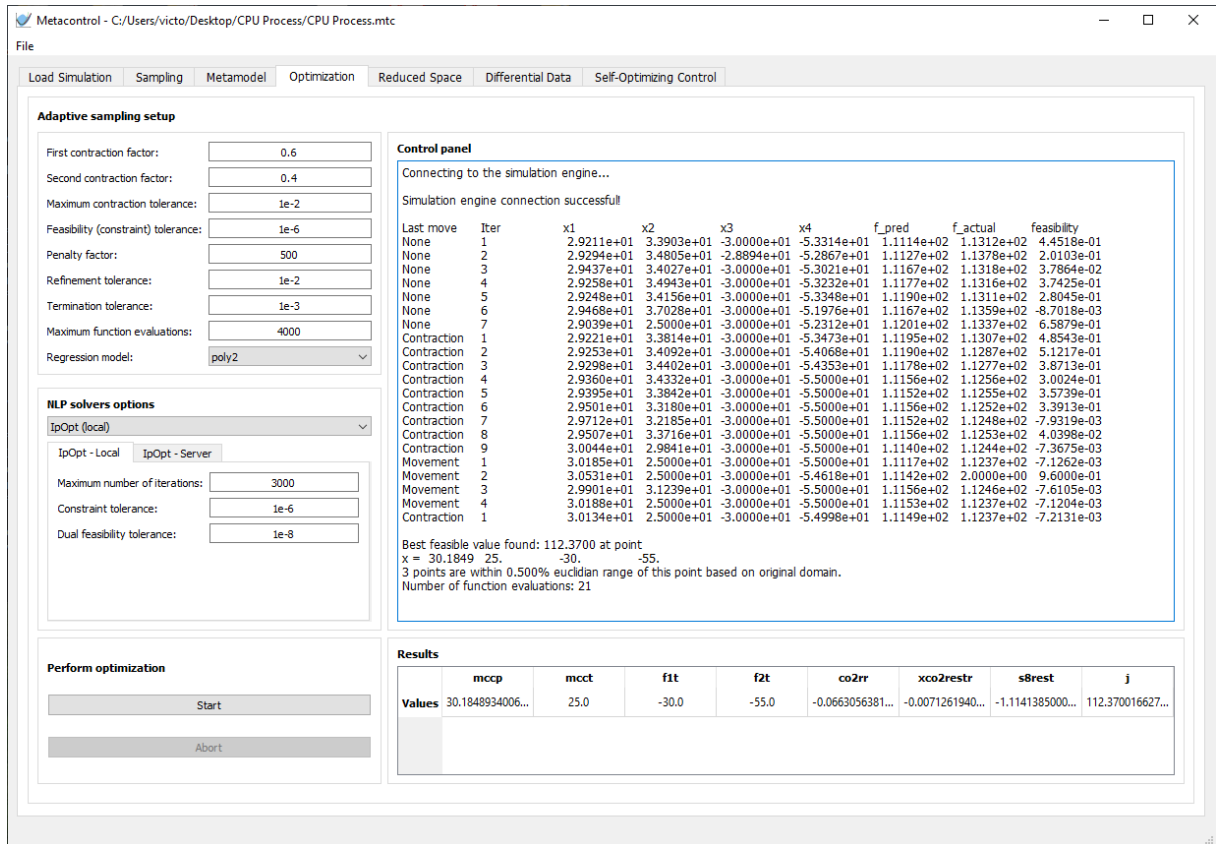 Metacontrol - C:/Users/victo/Desktop/CPU Process/CPU Process.mtc
File
Load Simulation Sampling Metamodel Optimization Reduced Space Differential Data Self-Optimizing Control
Adaptive sampling setup
First contraction factor: 0.6
Second contraction factor: 0.4
Maximum contraction tolerance: 1e-2
Feasibility (constraint) tolerance: 1e-6
Penalty factor: 500
Refinement tolerance: 1e-2
Termination tolerance: 1e-3
Maximum function evaluations: 4000
Regression model: poly2
NLP solvers options
IpOpt (local)
IpOpt - Local IpOpt - Server
Maximum number of iterations: 3000
Constraint tolerance: 1e-6
Dual feasibility tolerance: 1e-8
Perform optimization
Start
Abort
Control panel
Connecting to the simulation engine...
Simulation engine connection successful!
Last move Iter x1 x2 x3 x4 f_pred f_actual feasibility
None 1 2.9211e+01 3.3903e+01 -3.0000e+01 -5.3314e+01 1.1114e+02 1.1312e+02 4.4518e-01
None 2 2.9294e+01 3.4805e+01 -2.8894e+01 -5.2867e+01 1.1127e+02 1.1378e+02 2.0103e-01
None 3 2.9437e+01 3.4027e+01 -3.0000e+01 -5.3021e+01 1.1167e+02 1.1318e+02 3.7864e-02
None 4 2.9258e+01 3.4943e+01 -3.0000e+01 -5.3232e+01 1.1177e+02 1.1316e+02 3.7425e-01
None 5 2.9248e+01 3.4156e+01 -3.0000e+01 -5.3348e+01 1.1190e+02 1.1311e+02 2.8045e-01
None 6 2.9468e+01 3.7028e+01 -3.0000e+01 -5.1976e+01 1.1167e+02 1.1359e+02 -8.7018e-03
None 7 2.9039e+01 2.5000e+01 -3.0000e+01 -5.2312e+01 1.1201e+02 1.1337e+02 6.5879e-01
Contraction 1 2.9221e+01 3.3814e+01 -3.0000e+01 -5.3473e+01 1.1195e+02 1.1307e+02 4.8543e-01
Contraction 2 2.9253e+01 3.4092e+01 -3.0000e+01 -5.4068e+01 1.1190e+02 1.1287e+02 5.1217e-01
Contraction 3 2.9298e+01 3.4402e+01 -3.0000e+01 -5.4353e+01 1.1178e+02 1.1277e+02 3.8713e-01
Contraction 4 2.9360e+01 3.4332e+01 -3.0000e+01 -5.5000e+01 1.1156e+02 1.1256e+02 3.0024e-01
Contraction 5 2.9395e+01 3.3842e+01 -3.0000e+01 -5.5000e+01 1.1152e+02 1.1255e+02 3.5739e-01
Contraction 6 2.9501e+01 3.3180e+01 -3.0000e+01 -5.5000e+01 1.1156e+02 1.1252e+02 3.3913e-01
Contraction 7 2.9712e+01 3.2185e+01 -3.0000e+01 -5.5000e+01 1.1152e+02 1.1248e+02 -7.9319e-03
Contraction 8 2.9507e+01 3.3716e+01 -3.0000e+01 -5.5000e+01 1.1156e+02 1.1253e+02 4.0398e-02
Contraction 9 3.0044e+01 2.9841e+01 -3.0000e+01 -5.5000e+01 1.1140e+02 1.1244e+02 -7.3675e-03
Movement 1 3.0185e+01 2.5000e+01 -3.0000e+01 -5.5000e+01 1.1117e+02 1.1237e+02 -7.1262e-03
Movement 2 3.0531e+01 2.5000e+01 -3.0000e+01 -5.4618e+01 1.1142e+02 2.0000e+00 9.6000e-01
Movement 3 2.9901e+01 3.1239e+01 -3.0000e+01 -5.5000e+01 1.1156e+02 1.1246e+02 -7.6105e-03
Movement 4 3.0188e+01 2.5000e+01 -3.0000e+01 -5.5000e+01 1.1153e+02 1.1237e+02 -7.1204e-03
Contraction 1 3.0134e+01 2.5000e+01 -3.0000e+01 -5.4998e+01 1.1149e+02 1.1237e+02 -7.2131e-03
Best feasible value found: 112.3700 at point
x = 30.1849 25. -30. -55.
3 points are within 0.500% euclidian range of this point based on original domain.
Number of function evaluations: 21
Results
mccp mcct f1t f2t co2rr xco2restr s8rest j
Values 30.1848934006... 25.0 -30.0 -55.0 -0.0663056381... -0.0071261940... -1.1141385000... 112.370016627...